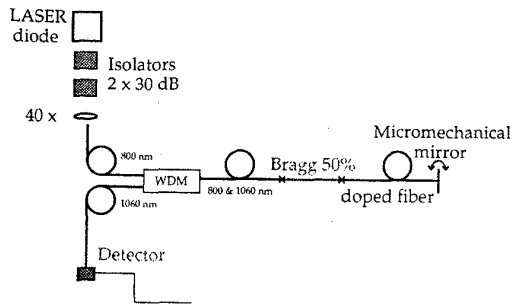 LASER
diode
Isolators
2 x 30 dB
40 x
800 nm
WDM
1060 nm
800 & 1060 nm
Bragg 50%
doped fiber
Micromechanical
mirror
Detector